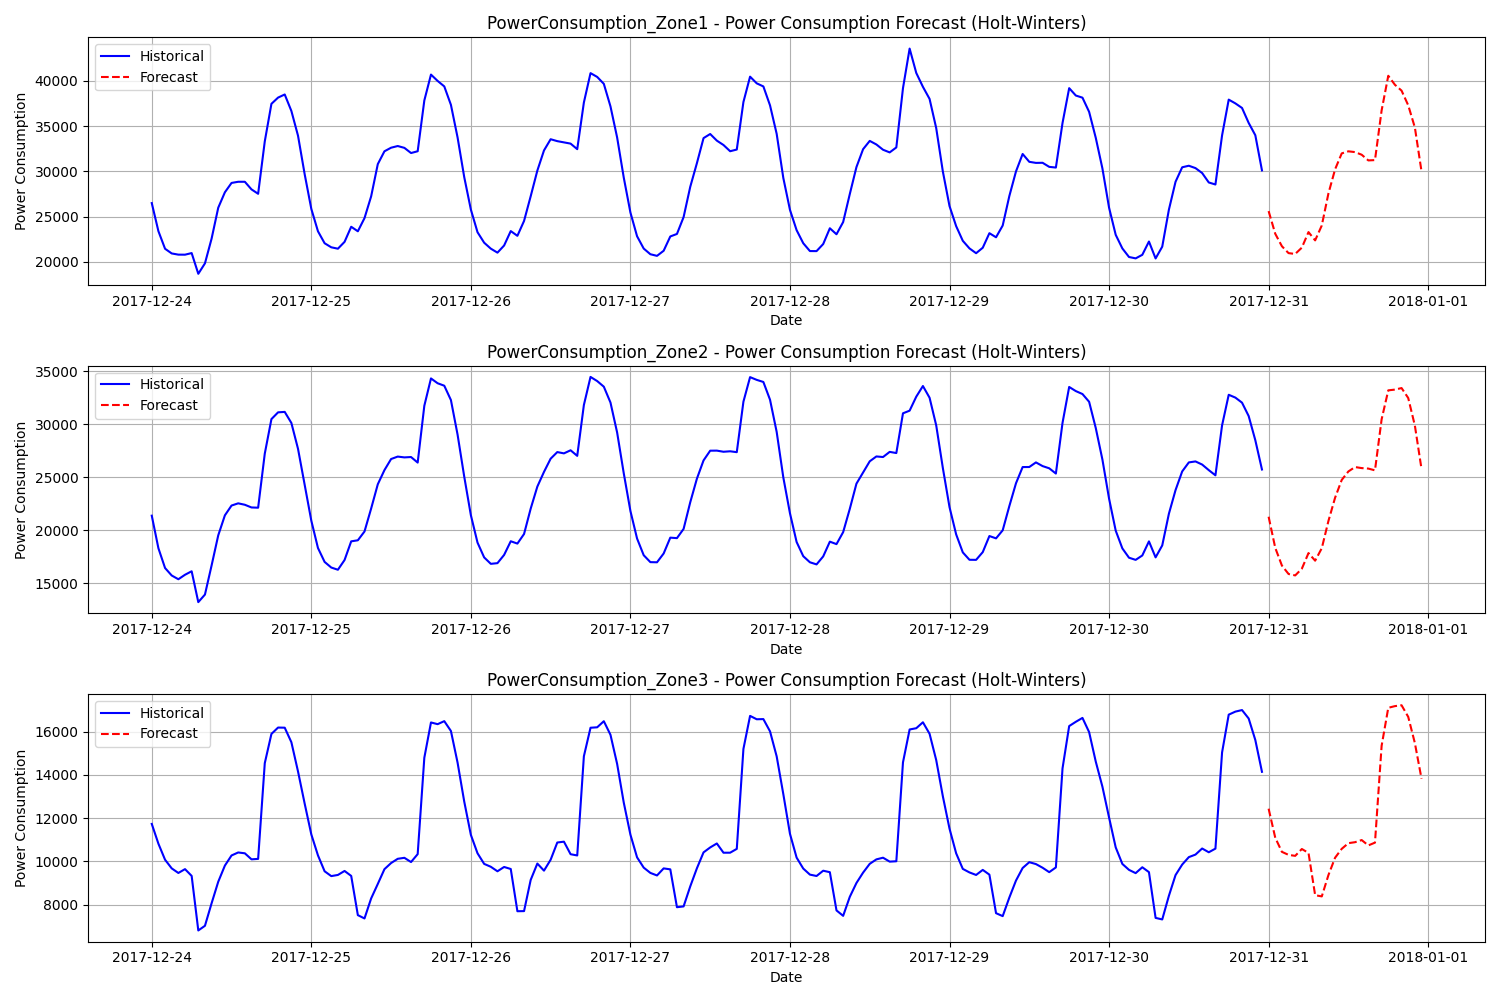 PowerConsumption_Zone1 - Power Consumption Forecast (Holt-Winters)
Power Consumption
40000
35000
30000
25000
20000
Historical
Forecast
2017-12-24 2017-12-25 2017-12-26 2017-12-27 2017-12-28 2017-12-29 2017-12-30 2017-12-31 2018-01-01
Date
PowerConsumption_Zone2 - Power Consumption Forecast (Holt-Winters)
Power Consumption
35000
30000
25000
20000
15000
Historical
Forecast
2017-12-24 2017-12-25 2017-12-26 2017-12-27 2017-12-28 2017-12-29 2017-12-30 2017-12-31 2018-01-01
Date
PowerConsumption_Zone3 - Power Consumption Forecast (Holt-Winters)
Power Consumption
16000
14000
12000
10000
8000
Historical
Forecast
2017-12-24 2017-12-25 2017-12-26 2017-12-27 2017-12-28 2017-12-29 2017-12-30 2017-12-31 2018-01-01
Date